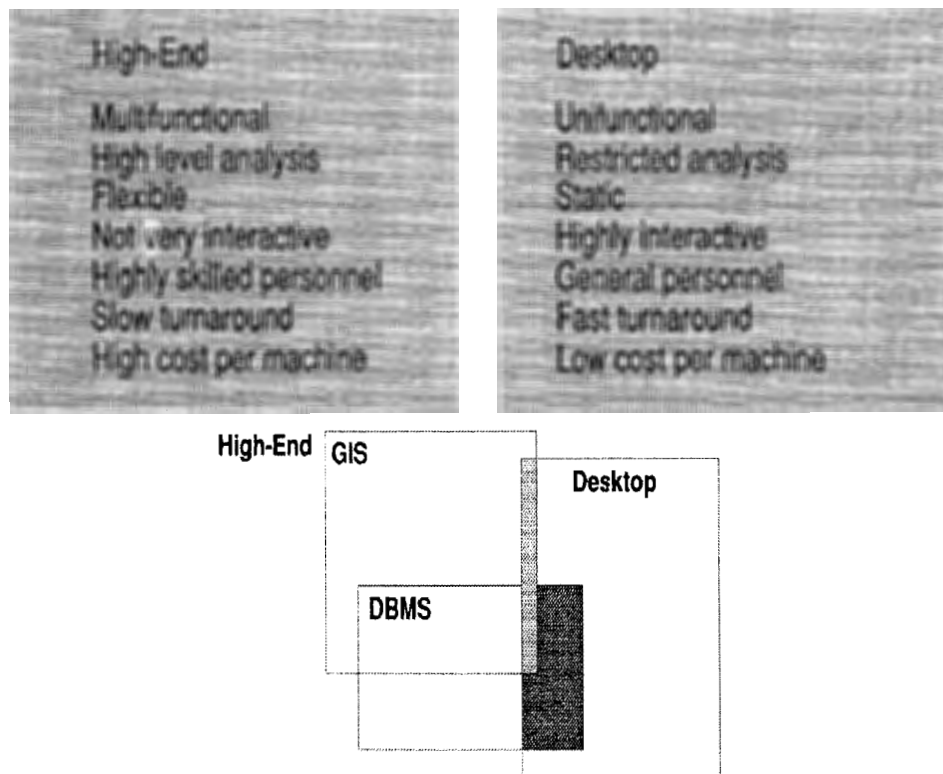 High-End
Multifunctional
High level analysis
Flexible
Not very interactive
Highly skilled personnel
Slow turnaround
High cost per machine
Desktop
Unifunctional
Restricted analysis
Static
Highly interactive
General personnel
Fast turnaround
Low cost per machine
High-End
GIS
Desktop
DBMS